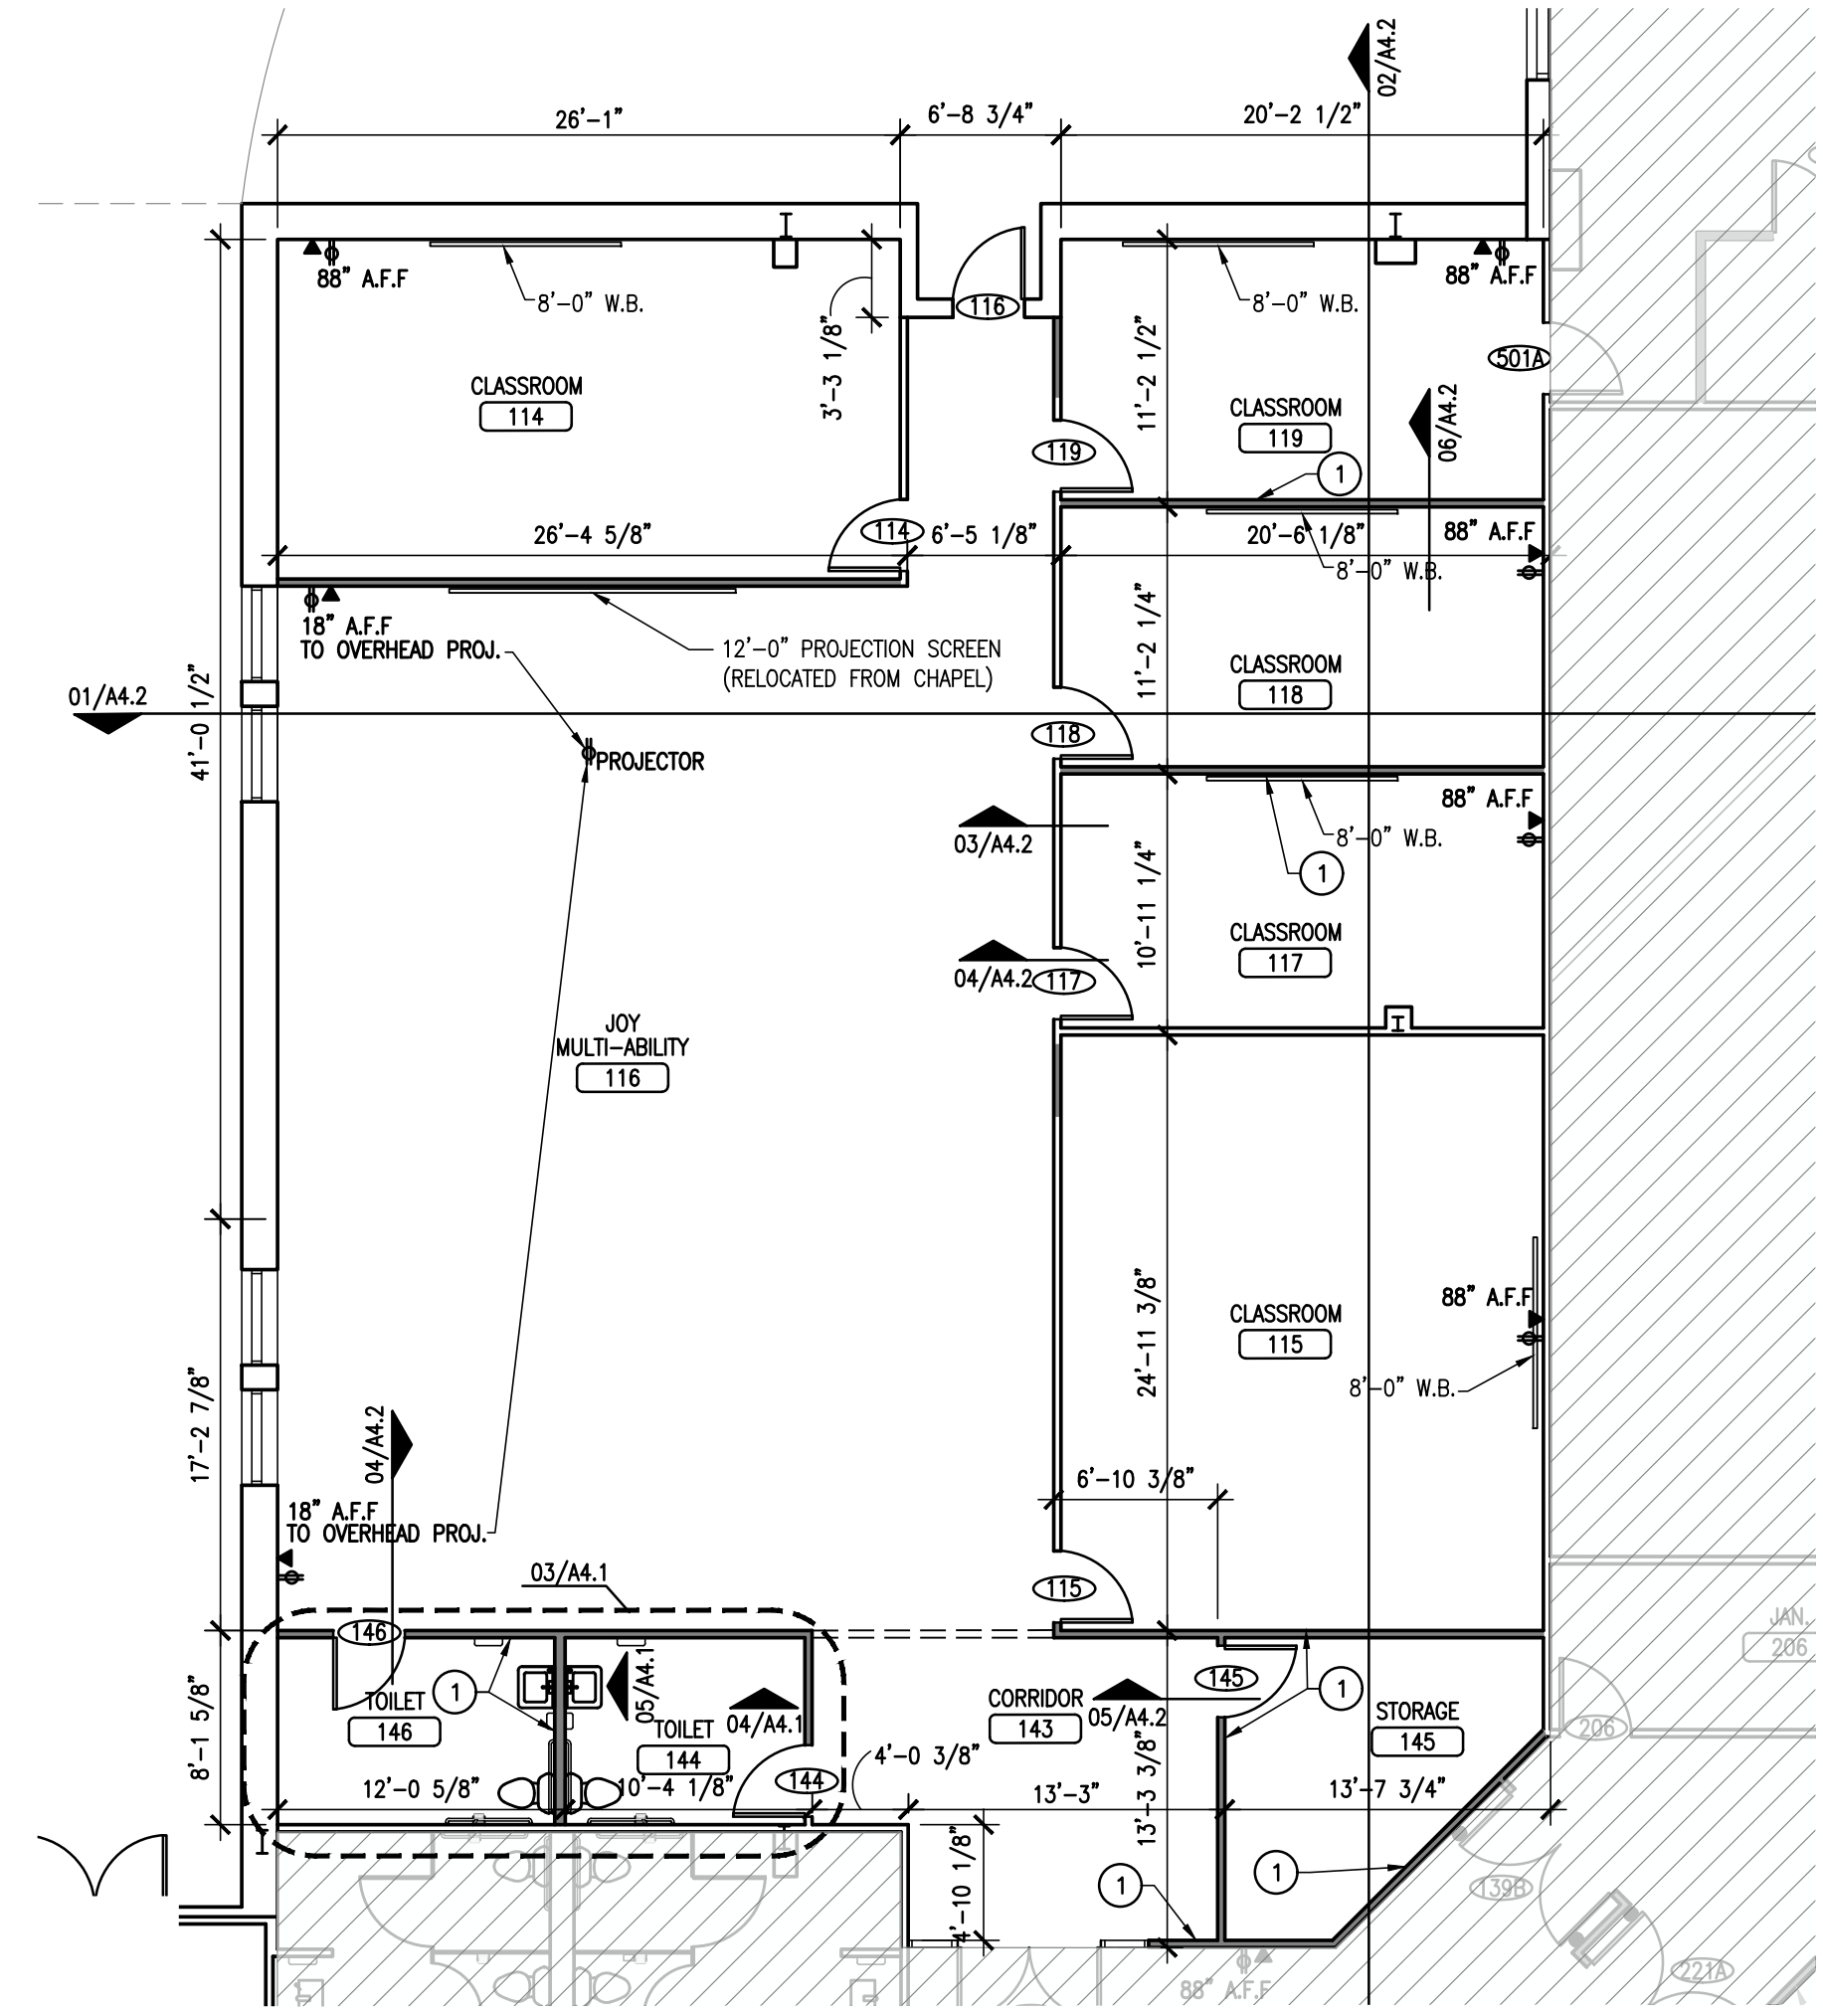 02/A4.2
26'-1"
6'-8 3/4"
20'-2 1/2"
88" A.F.F
8'-0" W.B.
116
8'-0" W.B.
88" A.F.F
3'-3 1/8"
11'-2 1/2"
501A
CLASSROOM
114
CLASSROOM
119
06/A4.2
119
1
26'-4 5/8"
114
6'-5 1/8"
20'-6 1/8"
88" A.F.F
8'-0" W.B.
18" A.F.F
TO OVERHEAD PROJ.
12'-0" PROJECTION SCREEN
(RELOCATED FROM CHAPEL)
11'-2 1/4"
CLASSROOM
118
01/A4.2
41'-0 1/2"
118
PROJECTOR
88" A.F.F
03/A4.2
8'-0" W.B.
1
10'-11 1/4"
CLASSROOM
117
04/A4.2
117
JOY
MULTI-ABILITY
116
24'-11 3/8"
88" A.F.F
CLASSROOM
115
8'-0" W.B.
17'-2 7/8"
04/A4.2
6'-10 3/8"
18" A.F.F
TO OVERHEAD PROJ.
03/A4.1
115
146
JAN.
206
8'-1 5/8"
TOILET
146
1
05/A4.1
TOILET
144
04/A4.1
CORRIDOR
143
05/A4.2
145
1
STORAGE
145
206
4'-0 3/8"
12'-0 5/8"
10'-4 1/8"
144
13'-3"
13'-3 3/8"
13'-7 3/4"
4'-10 1/8"
1
1
139B
221A
88" A.F.F